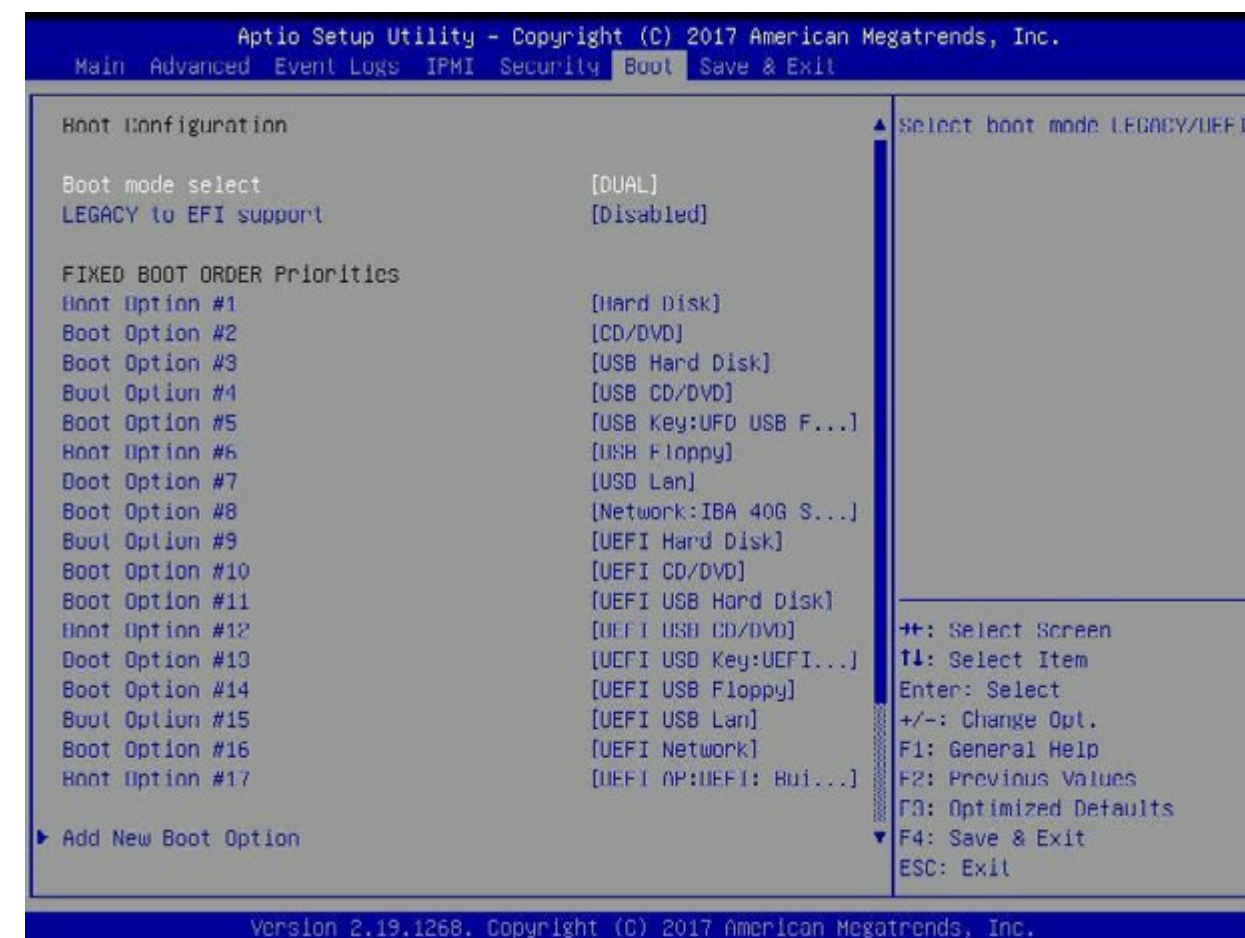 Aptio Setup Utility - Copyright (C) 2017 American Megatrends, Inc.
Main Advanced Event Logs IPMI Security Boot Save & Exit
Boot Configuration
Select boot mode LEGACY/UEFI
Boot mode select [DUAL]
LEGACY to EFI support [Disabled]
FIXED BOOT ORDER Priorities
Boot Option #1 [Hard Disk]
Boot Option #2 [CD/DVD]
Boot Option #3 [USB Hard Disk]
Boot Option #4 [USB CD/DVD]
Boot Option #5 [USB Key:UFD USB F...]
Boot Option #6 [USB Floppy]
Boot Option #7 [USB Lan]
Boot Option #8 [Network:IBA 40G S...]
Boot Option #9 [UEFI Hard Disk]
Boot Option #10 [UEFI CD/DVD]
Boot Option #11 [UEFI USB Hard Disk]
Boot Option #12 [UEFI USB CD/DVD]
Boot Option #13 [UEFI USB Key:UEFI...]
Boot Option #14 [UEFI USB Floppy]
Boot Option #15 [UEFI USB Lan]
Boot Option #16 [UEFI Network]
Boot Option #17 [UEFI AP:UEFI: Bui...]
Add New Boot Option
→←: Select Screen
↑↓: Select Item
Enter: Select
+/-: Change Opt.
F1: General Help
F2: Previous Values
F3: Optimized Defaults
F4: Save & Exit
ESC: Exit
Version 2.19.1268. Copyright (C) 2017 American Megatrends, Inc.